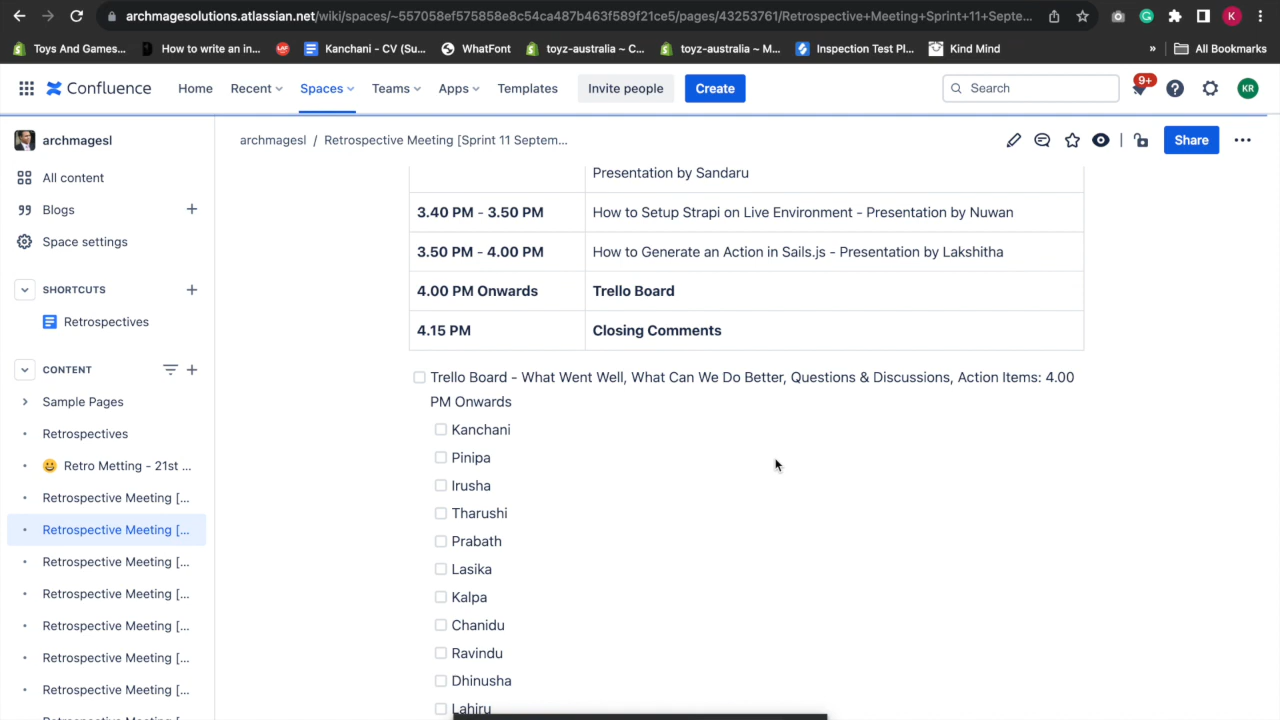 archmagesolutions.atlassian.net/wiki/spaces/~557058ef575808e8c54ca487b463f589f21ce5/pages/43253761/Retrospective+Meeting+Sprint+11+Septe...
K
Toys And Games...
How to write an in...
Kanchani - CV (Su...
WhatFont
toyz-australia ~ C...
toyz-australia ~ M...
Inspection Test Pl...
Kind Mind
»
All Bookmarks
Confluence
Home
Recent
Spaces
Teams
Apps
Templates
Invite people
Create
Search
9+
KR
archmagesl
archmagesl / Retrospective Meeting [Sprint 11 Septem...
Share
All content
Blogs
Space settings
SHORTCUTS
Retrospectives
CONTENT
Sample Pages
Retrospectives
Retro Metting - 21st ...
Retrospective Meeting [...
Retrospective Meeting [...
Retrospective Meeting [...
Retrospective Meeting [...
Retrospective Meeting [...
Retrospective Meeting [...
Retrospective Meeting [...
Presentation by Sandaru
3.40 PM - 3.50 PM How to Setup Strapi on Live Environment - Presentation by Nuwan
3.50 PM - 4.00 PM How to Generate an Action in Sails.js - Presentation by Lakshitha
4.00 PM Onwards Trello Board
4.15 PM Closing Comments
Trello Board - What Went Well, What Can We Do Better, Questions & Discussions, Action Items: 4.00
PM Onwards
Kanchani
Pinipa
Irusha
Tharushi
Prabath
Lasika
Kalpa
Chanidu
Ravindu
Dhinusha
Lahiru